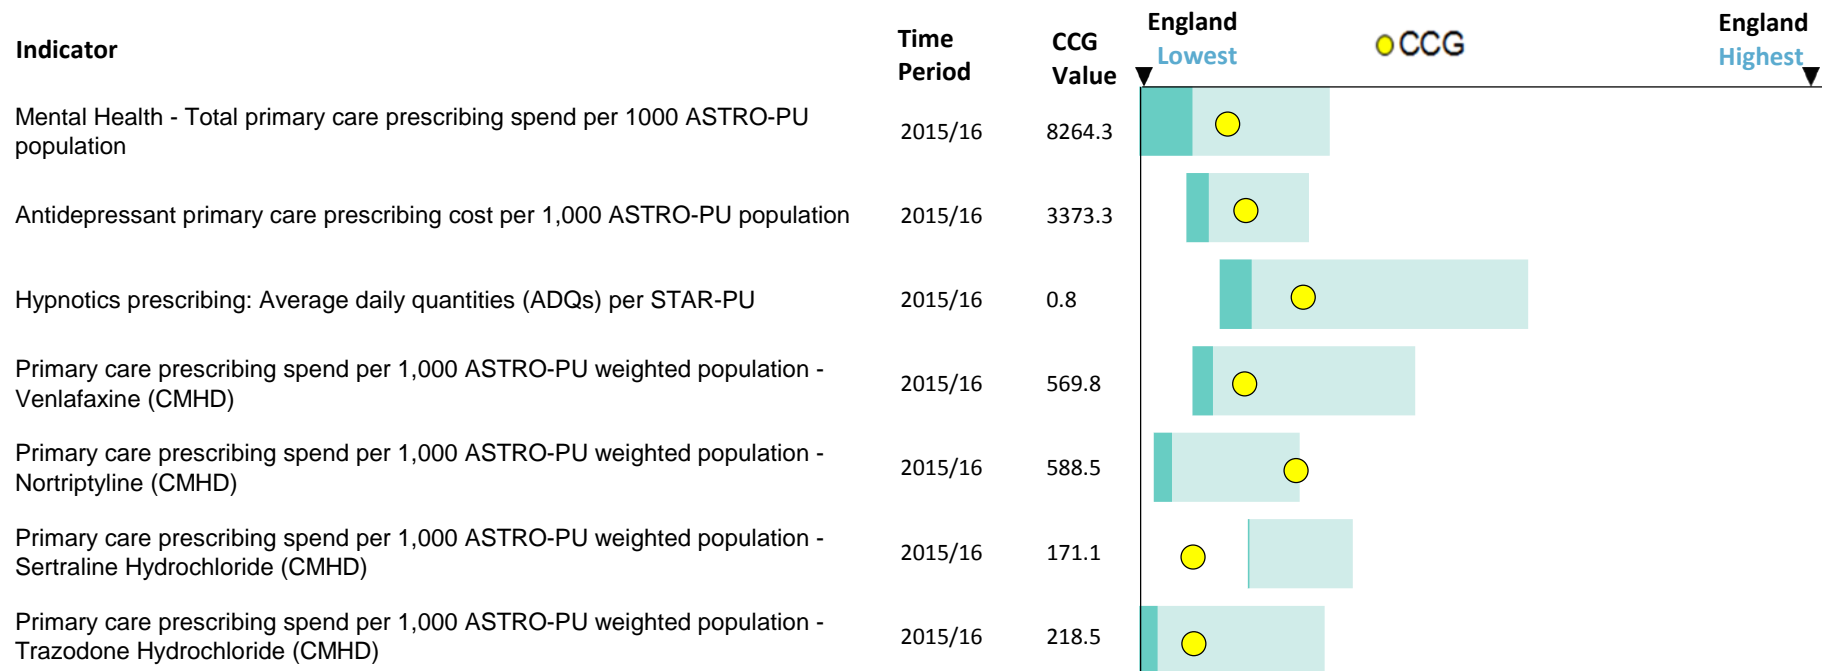 Indicator
Time
Period
CCG
Value
England
Lowest
CCG
England
Highest
Mental Health - Total primary care prescribing spend per 1000 ASTRO-PU
population
2015/16
8264.3
Antidepressant primary care prescribing cost per 1,000 ASTRO-PU population
2015/16
3373.3
Hypnotics prescribing: Average daily quantities (ADQs) per STAR-PU
2015/16
0.8
Primary care prescribing spend per 1,000 ASTRO-PU weighted population -
Venlafaxine (CMHD)
2015/16
569.8
Primary care prescribing spend per 1,000 ASTRO-PU weighted population -
Nortriptyline (CMHD)
2015/16
588.5
Primary care prescribing spend per 1,000 ASTRO-PU weighted population -
Sertraline Hydrochloride (CMHD)
2015/16
171.1
Primary care prescribing spend per 1,000 ASTRO-PU weighted population -
Trazodone Hydrochloride (CMHD)
2015/16
218.5